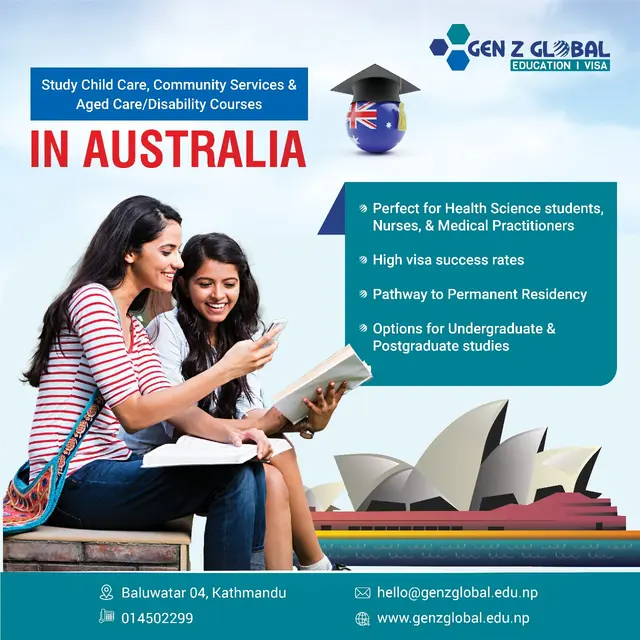 GEN Z GLOBAL
EDUCATION | VISA
Study Child Care, Community Services &
Aged Care/Disability Courses
IN AUSTRALIA
Perfect for Health Science students,
Nurses, & Medical Practitioners
High visa success rates
Pathway to Permanent Residency
Options for Undergraduate &
Postgraduate studies
Baluwatar 04, Kathmandu
014502299
hello@genzglobal.edu.np
www.genzglobal.edu.np